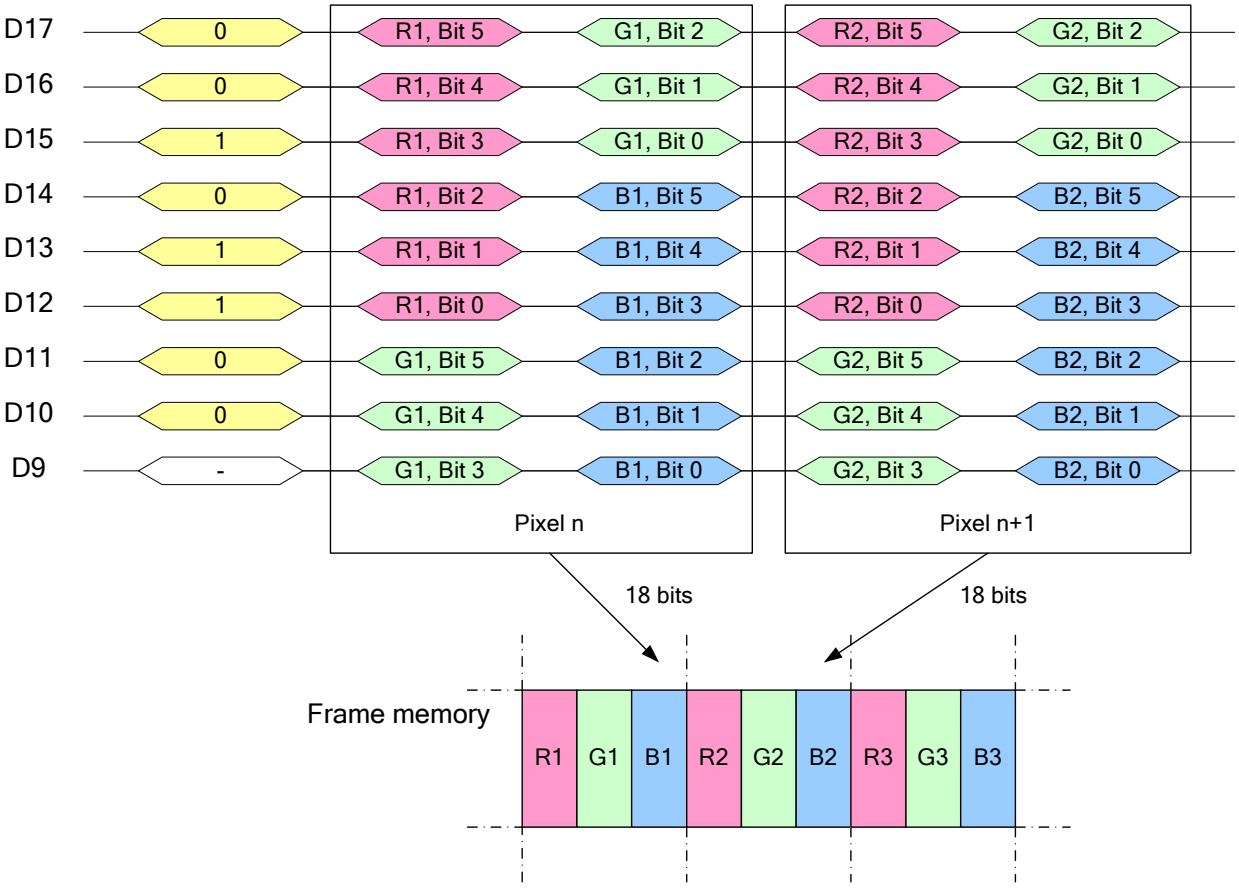 D17 0 R1, Bit 5 G1, Bit 2 R2, Bit 5 G2, Bit 2
D16 0 R1, Bit 4 G1, Bit 1 R2, Bit 4 G2, Bit 1
D15 1 R1, Bit 3 G1, Bit 0 R2, Bit 3 G2, Bit 0
D14 0 R1, Bit 2 B1, Bit 5 R2, Bit 2 B2, Bit 5
D13 1 R1, Bit 1 B1, Bit 4 R2, Bit 1 B2, Bit 4
D12 1 R1, Bit 0 B1, Bit 3 R2, Bit 0 B2, Bit 3
D11 0 G1, Bit 5 B1, Bit 2 G2, Bit 5 B2, Bit 2
D10 0 G1, Bit 4 B1, Bit 1 G2, Bit 4 B2, Bit 1
D9 - G1, Bit 3 B1, Bit 0 G2, Bit 3 B2, Bit 0
Pixel n Pixel n+1
18 bits 18 bits
Frame memory
R1 G1 B1 R2 G2 B2 R3 G3 B3